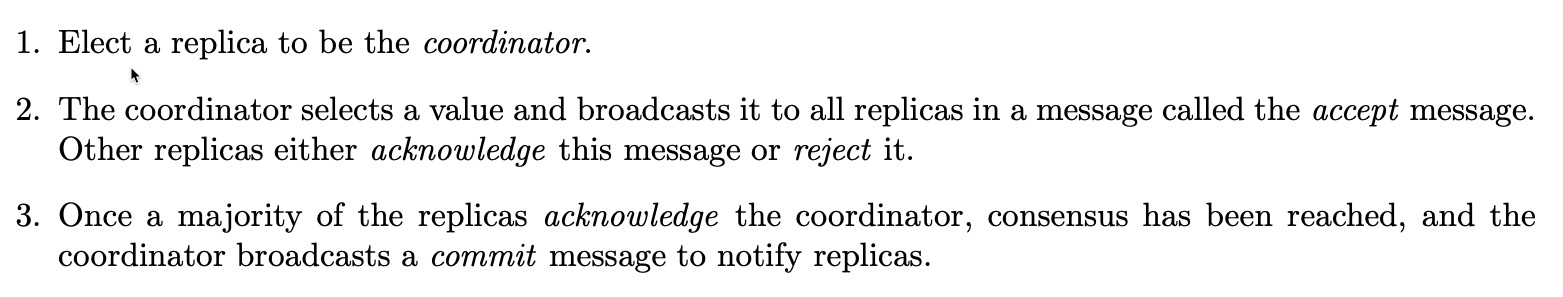 1. Elect a replica to be the coordinator.
2. The coordinator selects a value and broadcasts it to all replicas in a message called the accept message.
Other replicas either acknowledge this message or reject it.
3. Once a majority of the replicas acknowledge the coordinator, consensus has been reached, and the
coordinator broadcasts a commit message to notify replicas.